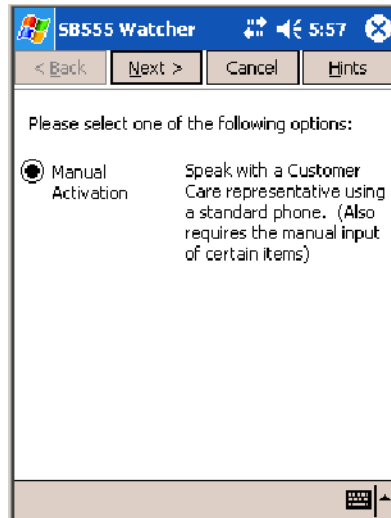 SB555 Watcher 5:57
< Back Next > Cancel Hints
Please select one of the following options:
Manual Activation
Speak with a Customer
Care representative using
a standard phone. (Also
requires the manual input
of certain items)